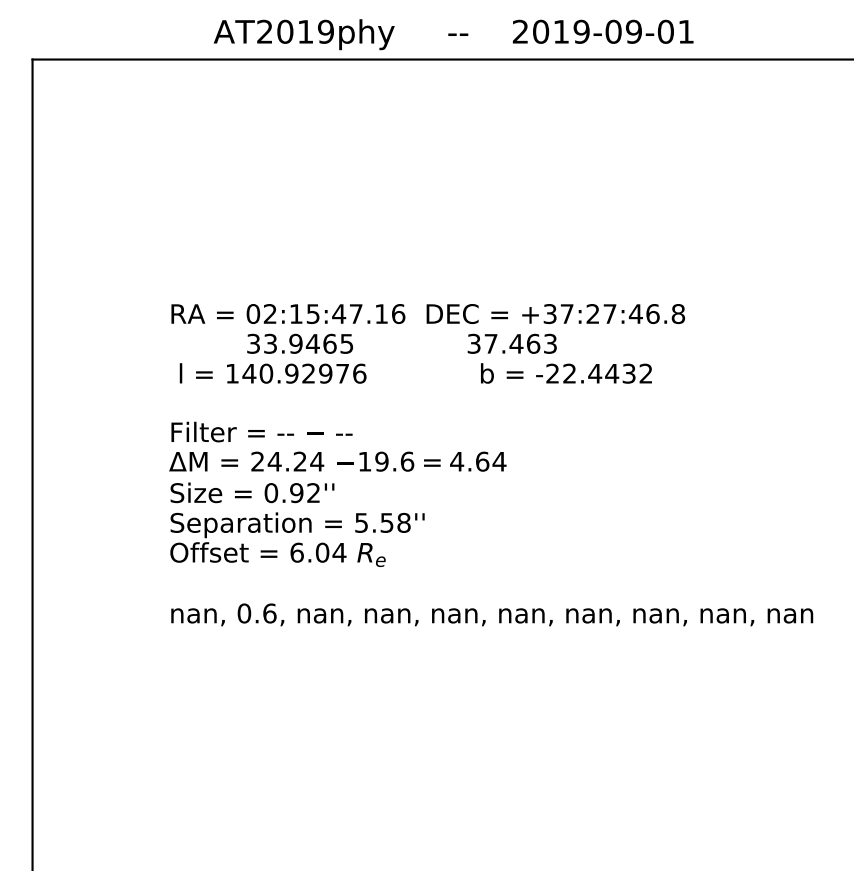 AT2019phy -- 2019-09-01
RA = 02:15:47.16 DEC = +37:27:46.8
33.9465 37.463
l = 140.92976 b = -22.4432
Filter = -- − --
ΔM = 24.24 −19.6 = 4.64
Size = 0.92''
Separation = 5.58''
Offset = 6.04 Re
nan, 0.6, nan, nan, nan, nan, nan, nan, nan, nan